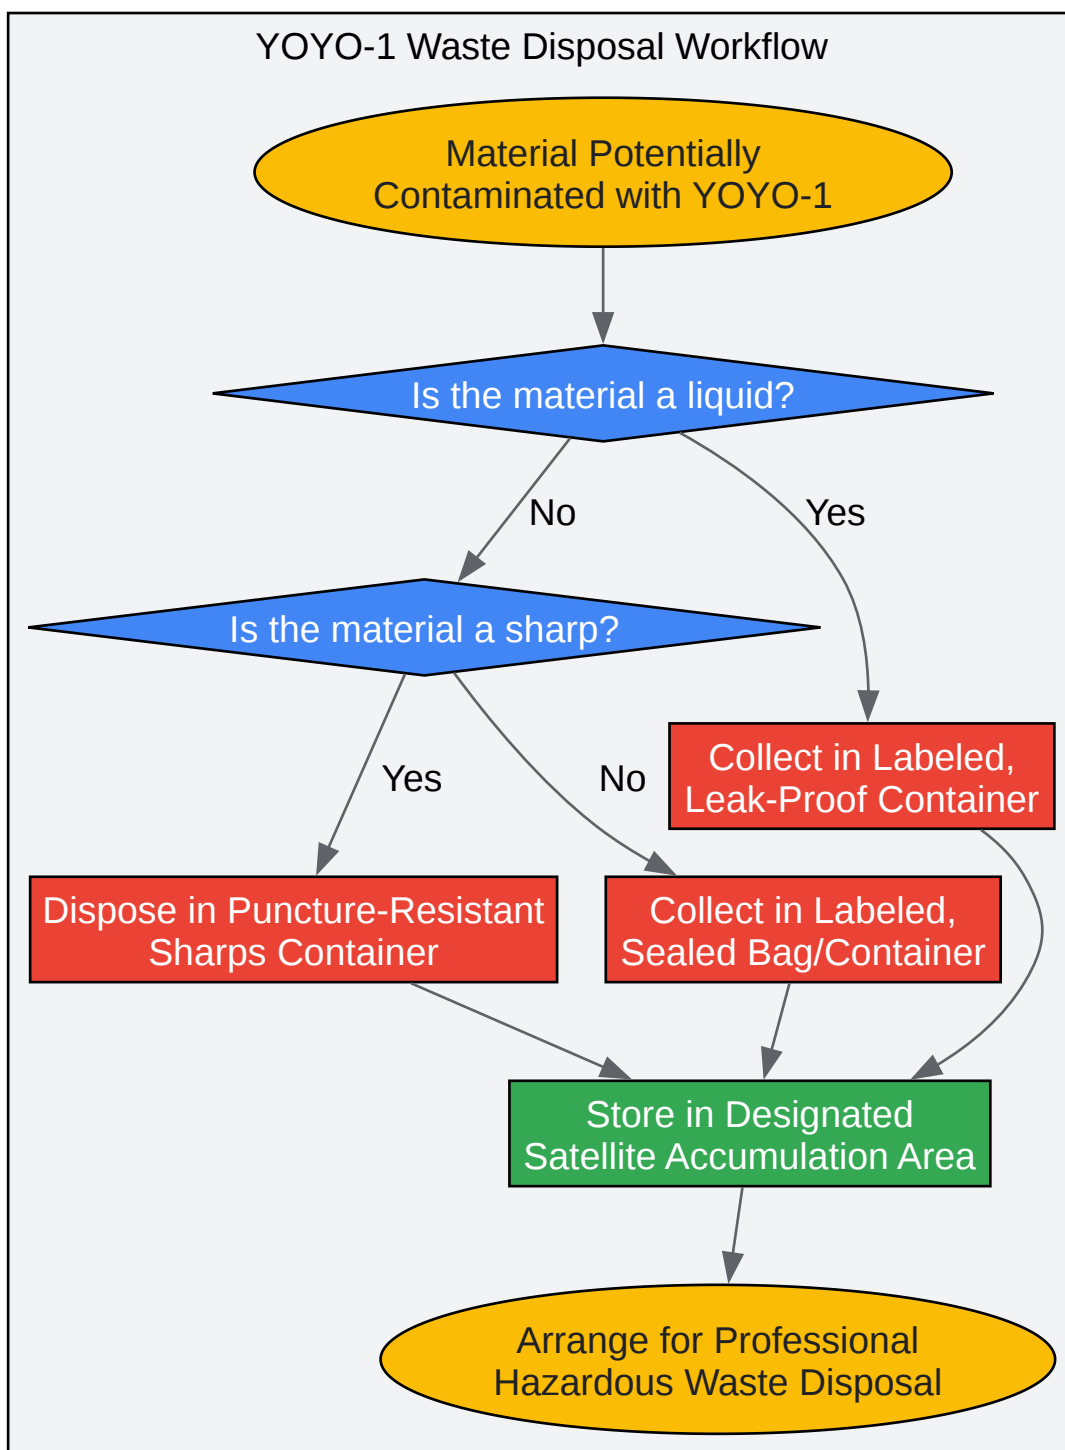 YOYO-1 Waste Disposal Workflow
Material Potentially
Contaminated with YOYO-1
Is the material a liquid?
No
Yes
Is the material a sharp?
Yes
No
Collect in Labeled,
Leak-Proof Container
Dispose in Puncture-Resistant
Sharps Container
Collect in Labeled,
Sealed Bag/Container
Store in Designated
Satellite Accumulation Area
Arrange for Professional
Hazardous Waste Disposal